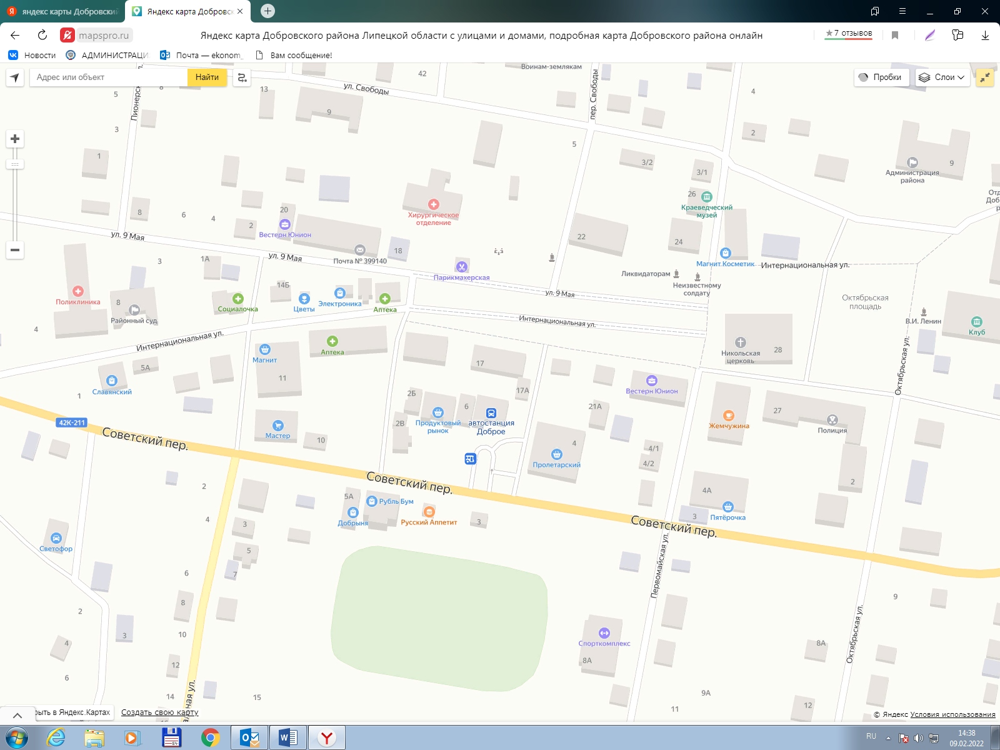 яндекс карты Добровский
Яндекс карта Добровск
mapspro.ru
Яндекс карта Добровского района Липецкой области с улицами и домами, подробная карта Добровского района онлайн
7 отзывов
Новости
АДМИНИСТРАЦИ
Почта — ekonom_
Вам сообщение!
Адрес или объект
Найти
Пробки
Слои
Воинам-землякам
42
ул. Свободы
пер. Свободы
Пионерск
8
13
5
9
4
3
2
5
1
3/2
3/1
9
Администрация
района
26
Краеведческий
музей
8
6
4
20
2
Вестерн Юнион
Хирургическое
отделение
22
24
ул. 9 Мая
ул. 9 Мая
Почта № 399140
18
Магнит Косметик
Интернациональная ул.
3
1А
Парикмахерская
Ликвидаторам
Неизвестному
солдату
14Б
Поликлиника
8
Социалочка
Цветы
Электроника
Аптека
ул. 9 Мая
Октябрьская
площадь
Районный суд
В.И. Ленин
Клуб
4
Интернациональная ул.
Интернациональная ул.
Аптека
Магнит
Никольская
церковь
28
17
5А
11
Славянский
1
2Б
17А
Вестерн Юнион
Октябрьская ул.
6
21А
27
42К-211
Советский пер.
Мастер
10
2В
Продуктовый
рынок
автостанция
Доброе
Жемчужина
Полиция
4
4/1
4/2
Пролетарский
Советский пер.
2
2
4А
5А
Рубль Бум
Добрыня
Русский Аппетит
3
3
Пятёрочка
Советский пер.
4
3
Светофор
5
6
7
Первомайская ул.
9
8
2
Октябрьская ул.
10
3
Спорткомплекс
8А
8А
4
12
6
14
15
9А
11
12
ная ул.
рыть в Яндекс.Картах
Создать свою карту
© Яндекс Условия использования
RU
14:38
09.02.2022